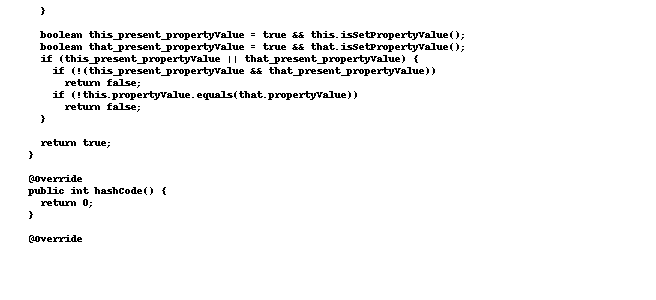 }
boolean this_present_propertyValue = true && this.isSetPropertyValue();
boolean that_present_propertyValue = true && that.isSetPropertyValue();
if (this_present_propertyValue || that_present_propertyValue) {
if (!(this_present_propertyValue && that_present_propertyValue))
return false;
if (!this.propertyValue.equals(that.propertyValue))
return false;
}
return true;
}
@Override
public int hashCode() {
return 0;
}
@Override